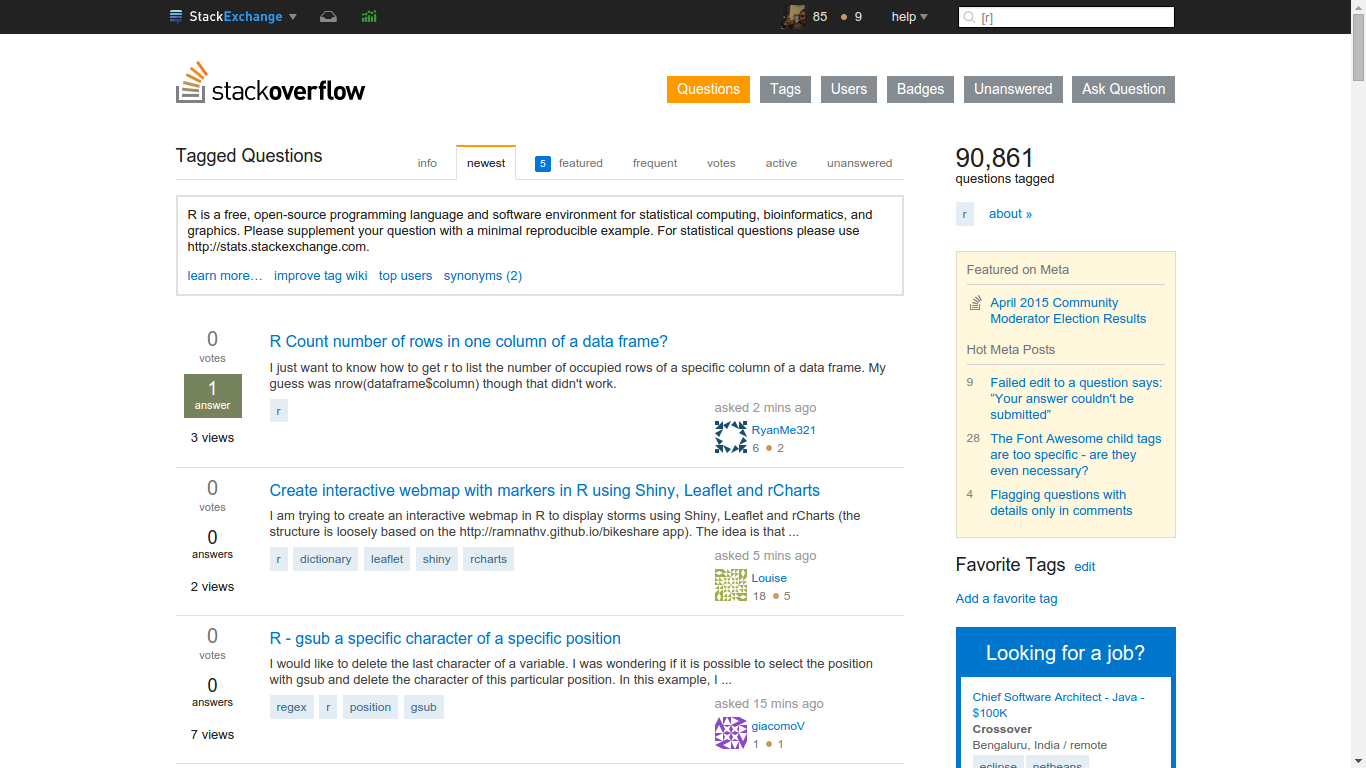 StackExchange
85 9
help
[r]
stackoverflow
Questions
Tags
Users
Badges
Unanswered
Ask Question
Tagged Questions
info
newest
5 featured
frequent
votes
active
unanswered
R is a free, open-source programming language and software environment for statistical computing, bioinformatics, and
graphics. Please supplement your question with a minimal reproducible example. For statistical questions please use
http://stats.stackexchange.com.
learn more… improve tag wiki top users synonyms (2)
0
votes
1
answer
3 views
R Count number of rows in one column of a data frame?
I just want to know how to get r to list the number of occupied rows of a specific column of a data frame. My
guess was nrow(dataframe$column) though that didn't work.
r
asked 2 mins ago
RyanMe321
6 2
0
votes
0
answers
2 views
Create interactive webmap with markers in R using Shiny, Leaflet and rCharts
I am trying to create an interactive webmap in R to display storms using Shiny, Leaflet and rCharts (the
structure is loosely based on the http://ramnathv.github.io/bikeshare app). The idea is that ...
r dictionary leaflet shiny rcharts
asked 5 mins ago
Louise
18 5
0
votes
0
answers
7 views
R - gsub a specific character of a specific position
I would like to delete the last character of a variable. I was wondering if it is possible to select the position
with gsub and delete the character of this particular position. In this example, I ...
regex r position gsub
asked 15 mins ago
giacomoV
1 1
90,861
questions tagged
r about »
Featured on Meta
April 2015 Community
Moderator Election Results
Hot Meta Posts
9 Failed edit to a question says:
“Your answer couldn't be
submitted”
28 The Font Awesome child tags
are too specific - are they
even necessary?
4 Flagging questions with
details only in comments
Favorite Tags edit
Add a favorite tag
Looking for a job?
Chief Software Architect - Java -
$100K
Crossover
Bengaluru, India / remote
eclipse netbeans